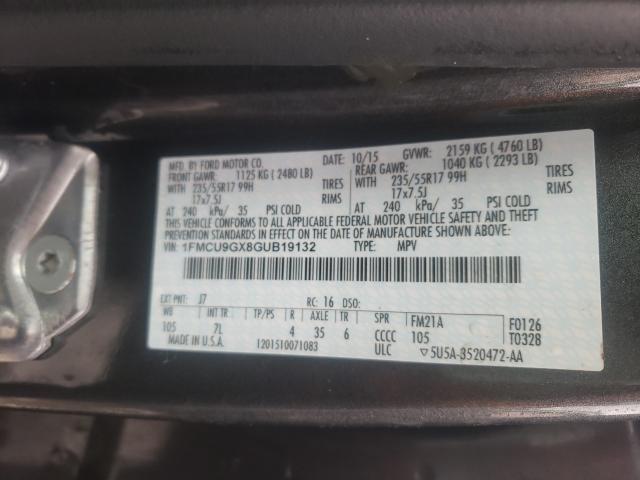 MFD. BY FORD MOTOR CO. 10/15 GVWR: 2159 KG ( 4760 LB)
FRONT GAWR: 1125 KG ( 2480 LB) REAR GAWR: 1040 KG ( 2293 LB)
WITH 235/55R17 99H TIRES WITH 235/55R17 99H TIRES
17x7.5J RIMS 17x7.5J RIMS
AT 240 kPa/ 35 PSI COLD AT 240 kPa/ 35 PSI COLD
THIS VEHICLE CONFORMS TO ALL APPLICABLE FEDERAL MOTOR VEHICLE SAFETY AND THEFT
PREVENTION STANDARDS IN EFFECT ON THE DATE OF MANUFACTURE SHOWN ABOVE.
VIN: 1FMCU9GX8GUB19132 TYPE: MPV
EXT PNT: J7 RC: 16 DSO:
WB INT TR TP/PS R AXLE TR SPR FM21A F0126
105 7L 4 35 6 CCCC 105 T0328
MADE IN U.S.A. 1201510071083 ULC ▽5U5A-3520472-AA